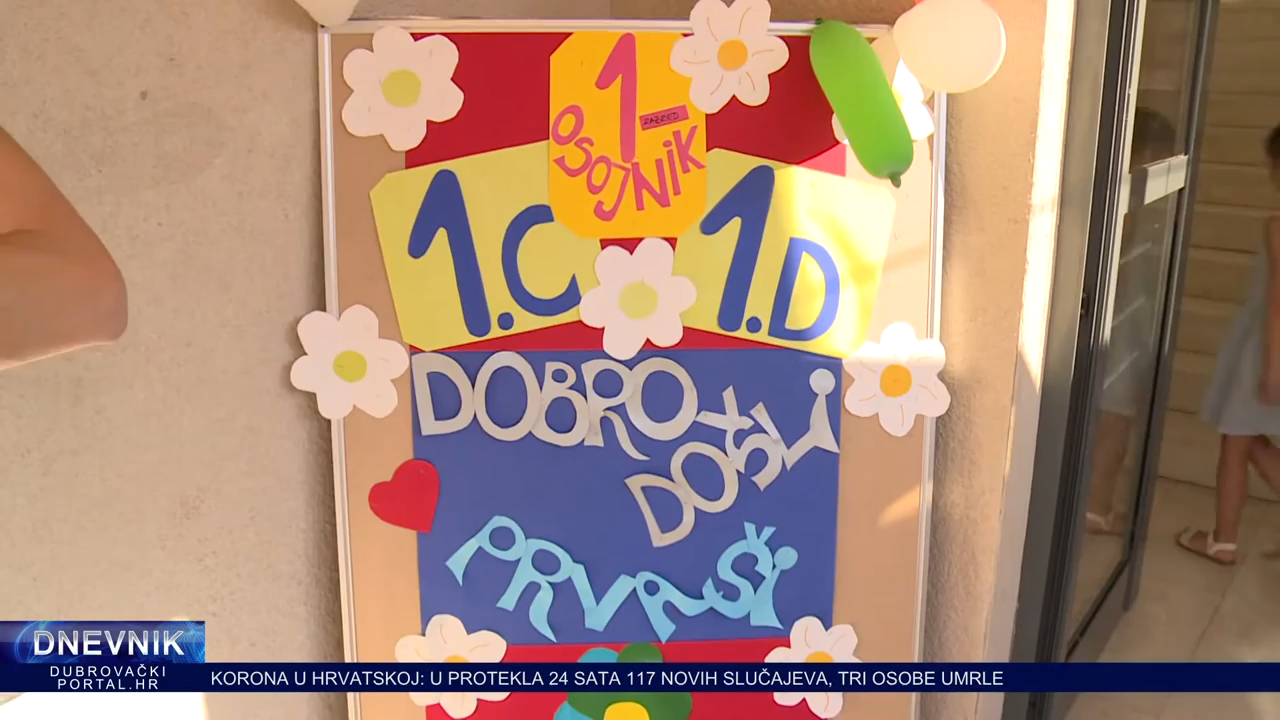 1.
RAZRED
OSOJNIK
1.C
1.D
DOBRO
DOŠLI
PRVAŠI
DNEVNIK
DUBROVAČKI
PORTAL.HR
KORONA U HRVATSKOJ: U PROTEKLA 24 SATA 117 NOVIH SLUČAJEVA, TRI OSOBE UMRLE